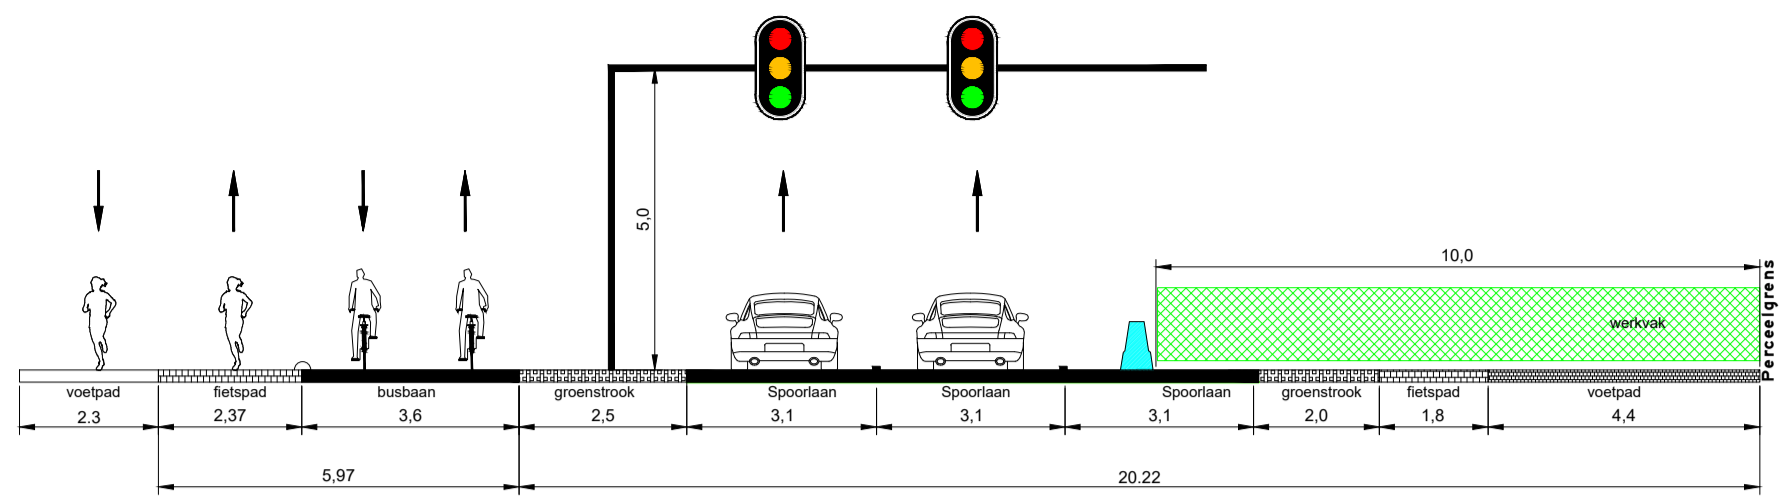 5,0
10,0
werkvak
Perceelgrens
voetpad fietspad busbaan groenstrook Spoorlaan Spoorlaan Spoorlaan groenstrook fietspad voetpad
2.3 2,37 3,6 2,5 3,1 3,1 3,1 2,0 1,8 4,4
5,97 20.22